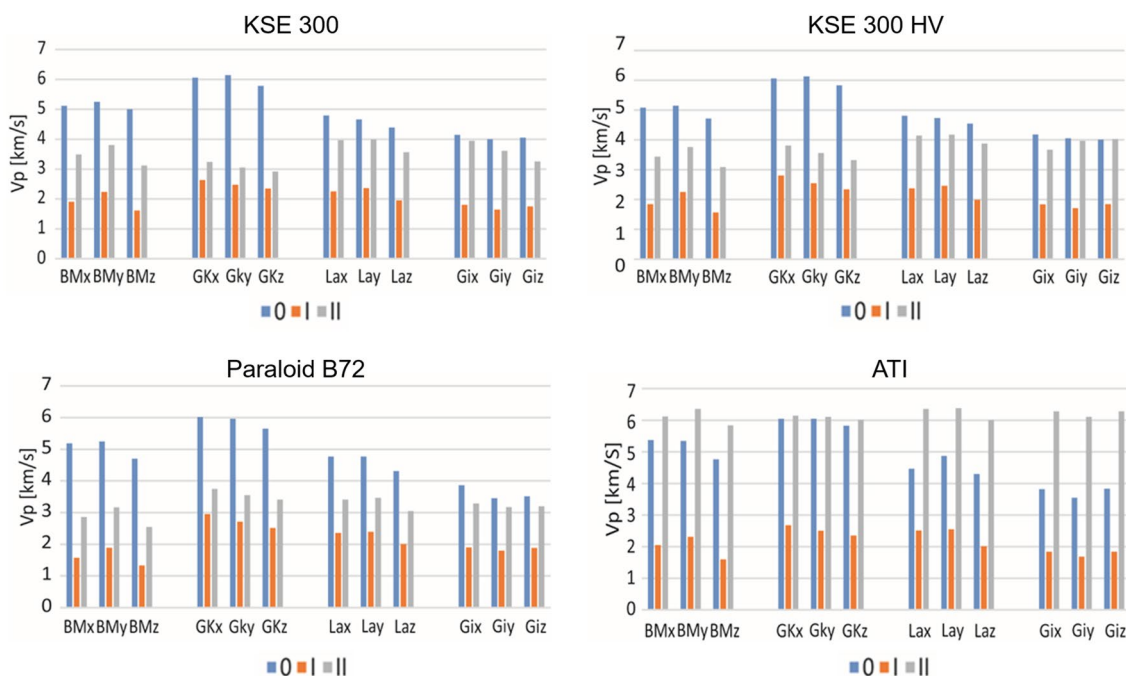 KSE 300
7
6
5
4
3
2
1
0
Vp [km/s]
BMx BMy BMz GKx Gky GKz Lax Lay Laz Gix Giy Giz
0 I II
KSE 300 HV
7
6
5
4
3
2
1
0
Vp [km/s]
BMx BMy BMz GKx Gky GKz Lax Lay Laz Gix Giy Giz
0 I II
Paraloid B72
7
6
5
4
3
2
1
0
Vp [km/s]
BMx BMy BMz GKx Gky GKz Lax Lay Laz Gix Giy Giz
0 I II
ATI
7
6
5
4
3
2
1
0
Vp [km/S]
BMx BMy BMz GKx Gky GKz Lax Lay Laz Gix Giy Giz
0 I II